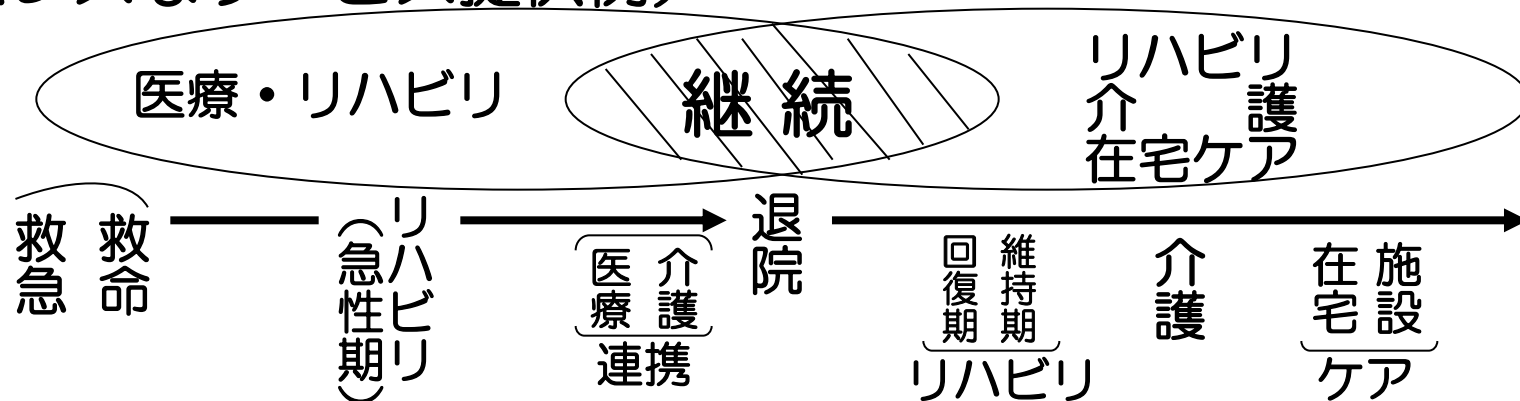 医療・リハビリ
継続
リハビリ
介護
在宅ケア
救命
救急
リハビリ
（急性期）
介護
医療
連携
退院
維持期
回復期
リハビリ
介護
施設
在宅
ケア